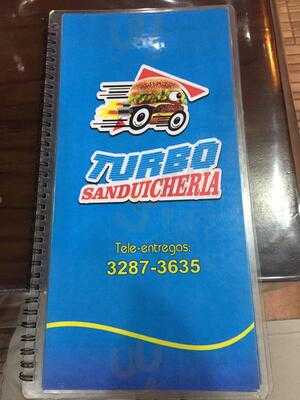 TURBO
SANDUICHERIA
Tele-entregas:
3287-3635